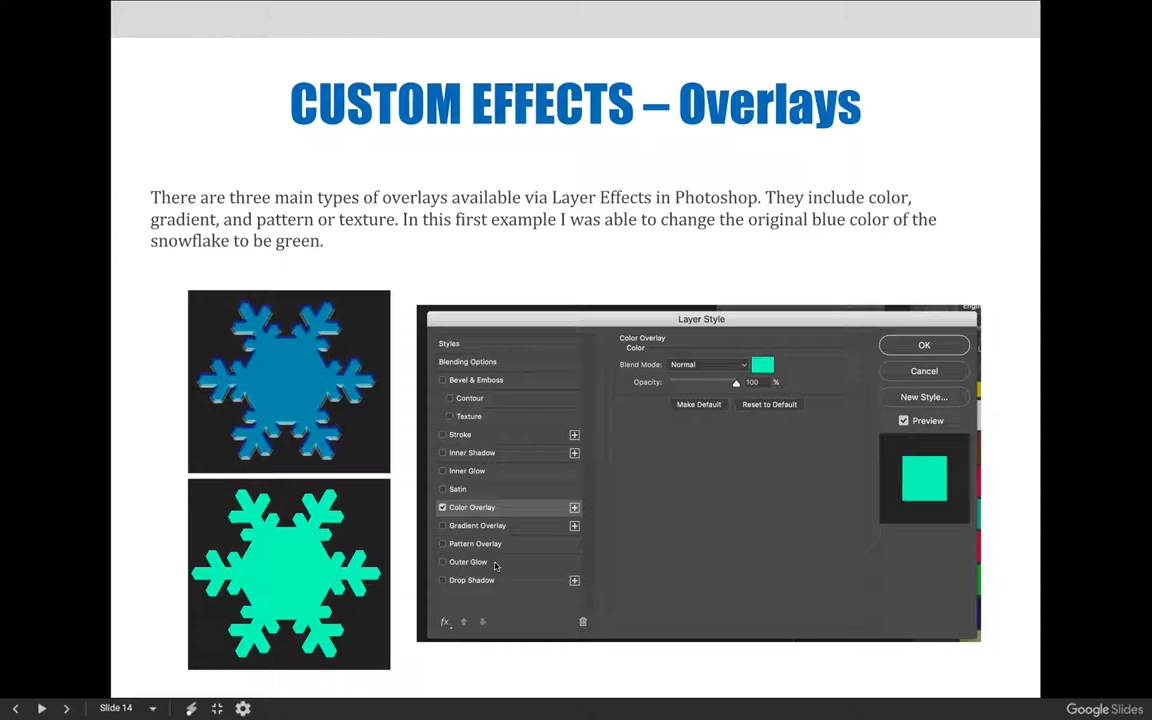 CUSTOM EFFECTS – Overlays
There are three main types of overlays available via Layer Effects in Photoshop. They include color,
gradient, and pattern or texture. In this first example I was able to change the original blue color of the
snowflake to be green.
Layer Style
Styles
Blending Options
Bevel & Emboss
Contour
Texture
Stroke
Inner Shadow
Inner Glow
Satin
Color Overlay
Gradient Overlay
Pattern Overlay
Outer Glow
Drop Shadow
fx
Color Overlay
Color
Blend Mode: Normal
Opacity: 100 %
Make Default Reset to Default
OK
Cancel
New Style...
Preview
Slide 14
Google Slides